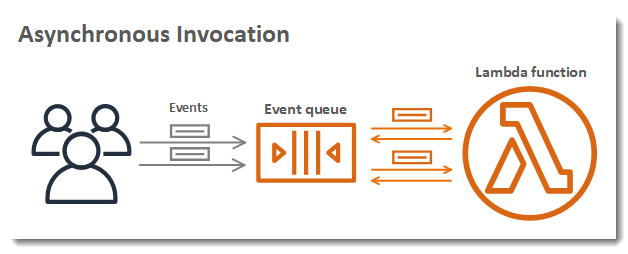 Asynchronous Invocation
Lambda function
Events
Event queue